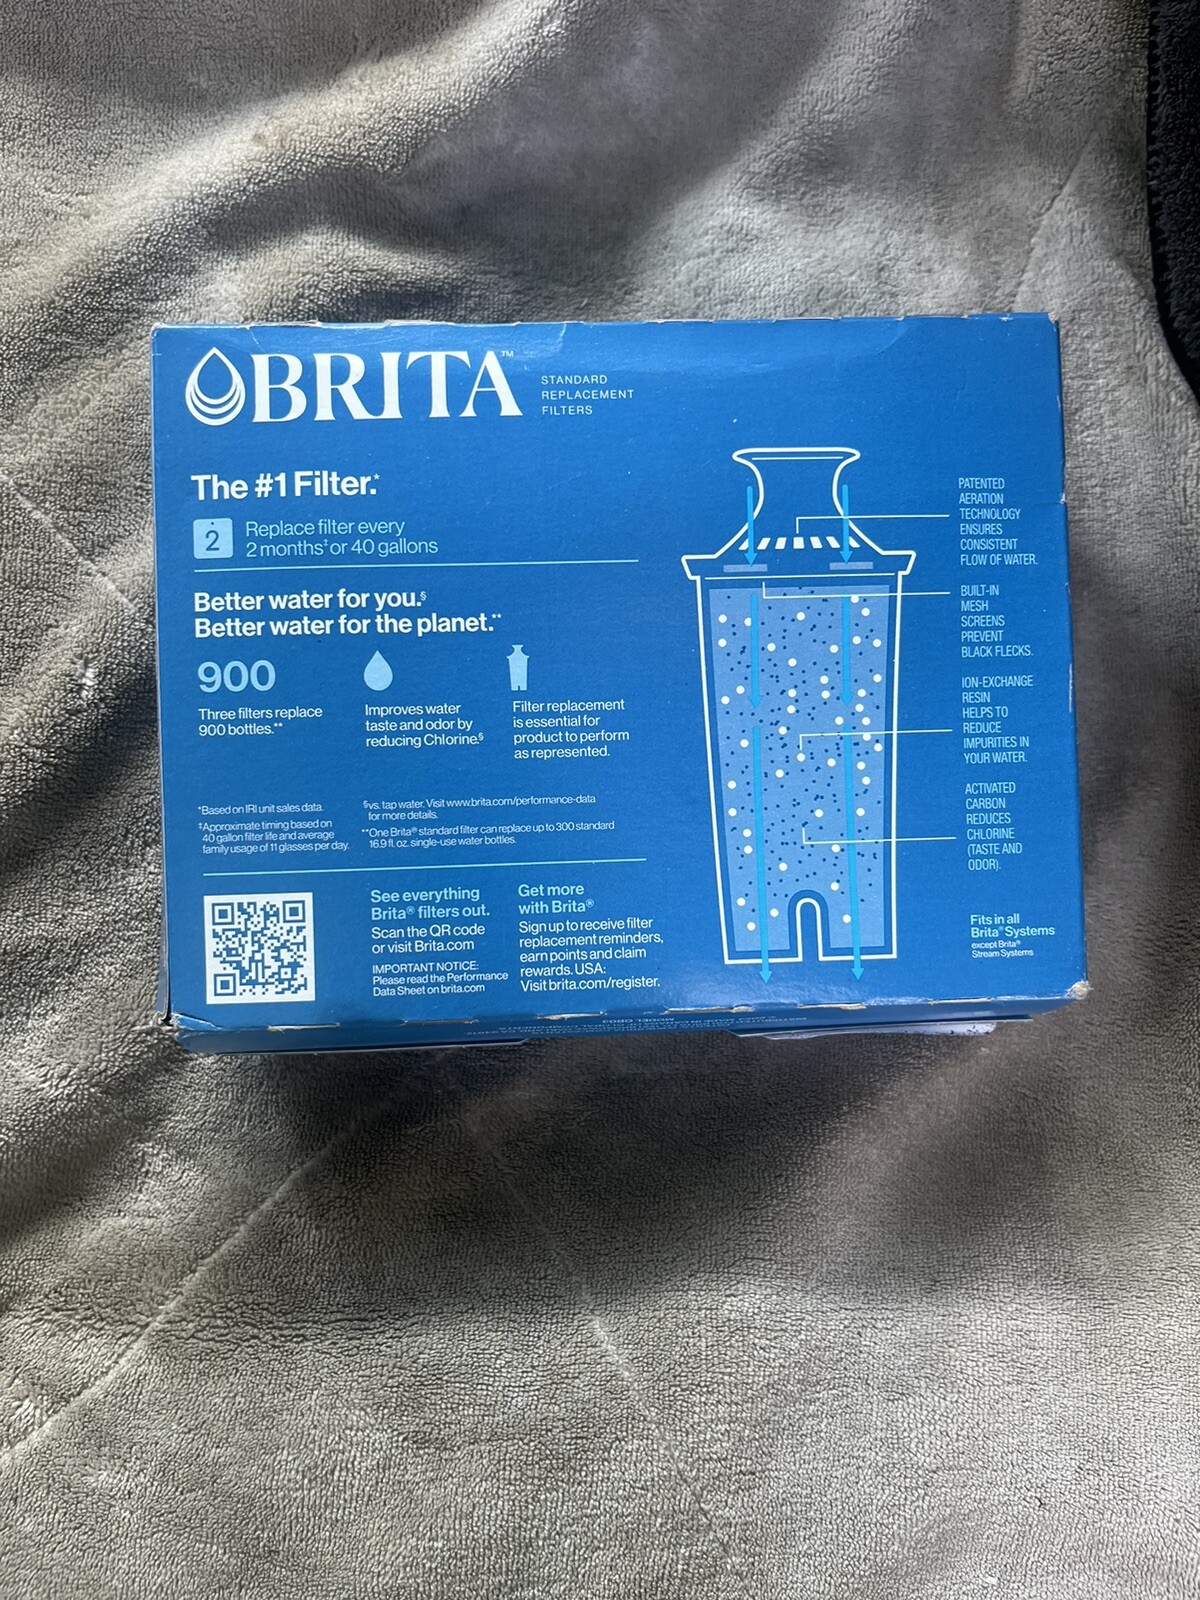 BRITA™
STANDARD
REPLACEMENT
FILTERS
The #1 Filter.*
2
Replace filter every
2 months‡ or 40 gallons
Better water for you.§
Better water for the planet.**
900
Three filters replace
900 bottles.**
Improves water
taste and odor by
reducing Chlorine.§
Filter replacement
is essential for
product to perform
as represented.
*Based on IRI unit sales data.
‡Approximate timing based on
40 gallon filter life and average
family usage of 11 glasses per day.
§vs. tap water. Visit www.brita.com/performance-data
for more details.
**One Brita® standard filter can replace up to 300 standard
16.9 fl. oz. single-use water bottles.
See everything
Brita® filters out.
Scan the QR code
or visit Brita.com
IMPORTANT NOTICE:
Please read the Performance
Data Sheet on brita.com
Get more
with Brita®
Sign up to receive filter
replacement reminders,
earn points and claim
rewards. USA:
Visit brita.com/register.
PATENTED
AERATION
TECHNOLOGY
ENSURES
CONSISTENT
FLOW OF WATER.
BUILT-IN
MESH
SCREENS
PREVENT
BLACK FLECKS.
ION-EXCHANGE
RESIN
HELPS TO
REDUCE
IMPURITIES IN
YOUR WATER.
ACTIVATED
CARBON
REDUCES
CHLORINE
(TASTE AND
ODOR).
Fits in all
Brita® Systems
except Brita®
Stream Systems
MODEL OB03